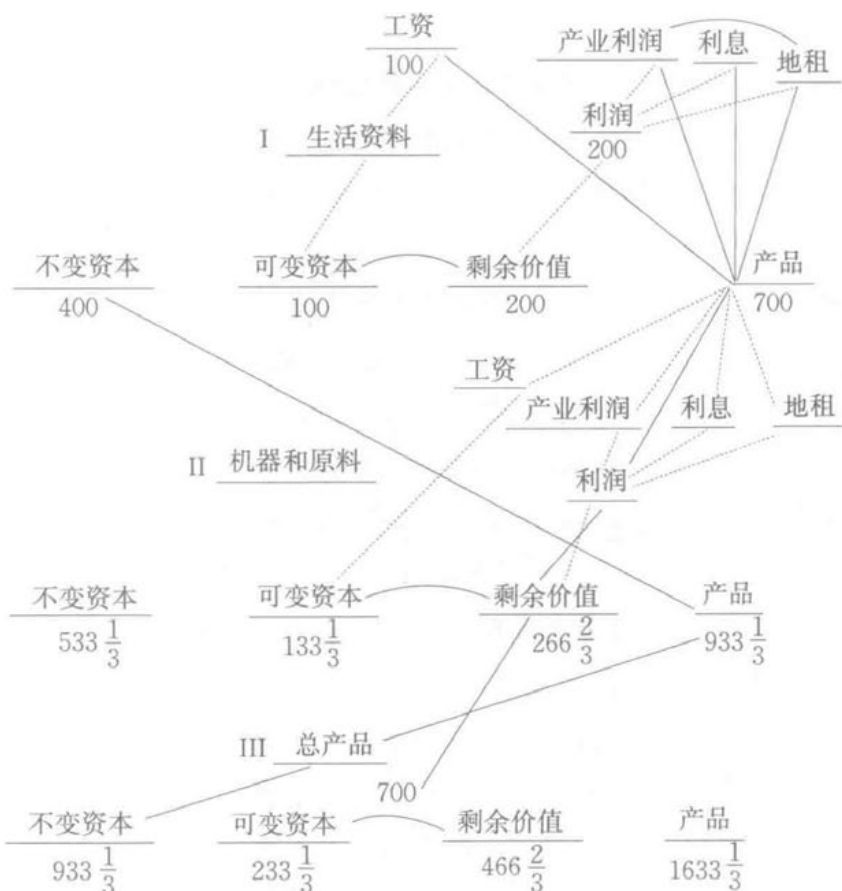 工资 产业利润 利息 地租
100
利润
200
I 生活资料
不变资本 可变资本 剩余价值 产品
400 100 200 700
工资
产业利润 利息 地租
II 机器和原料
利润
不变资本 可变资本 剩余价值 产品
533 1/3 133 1/3 266 2/3 933 1/3
III 总产品
700
不变资本 可变资本 剩余价值 产品
933 1/3 233 1/3 466 2/3 1633 1/3